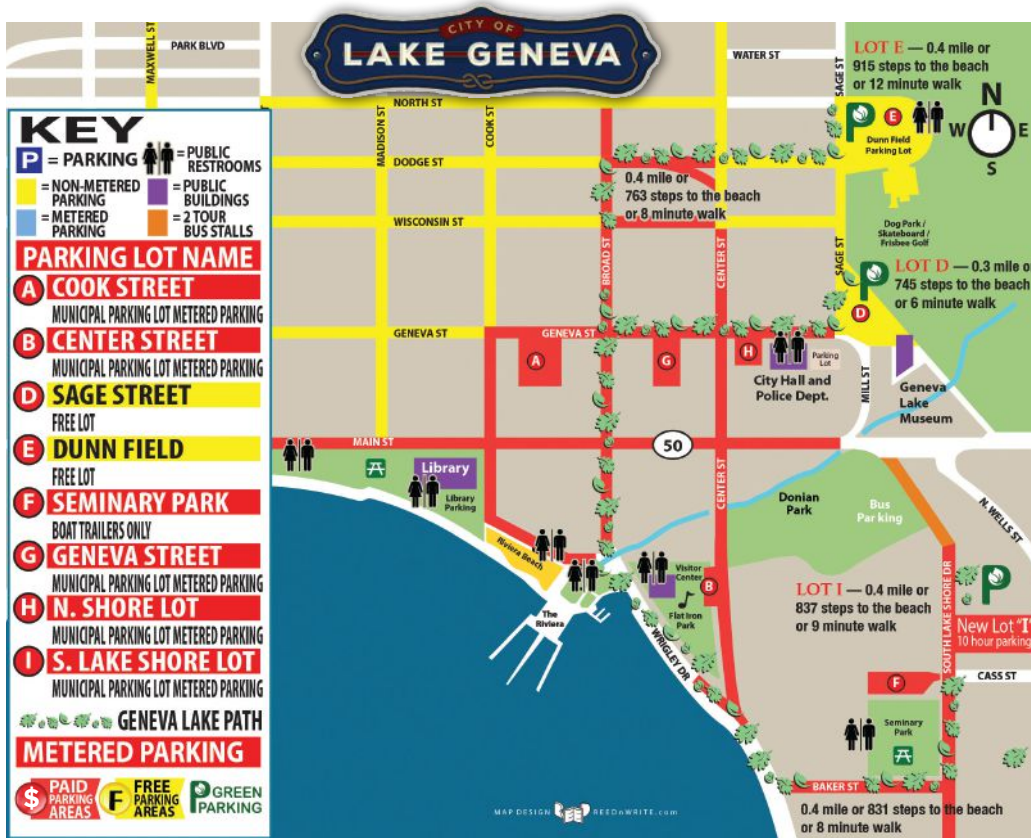 CITY OF
LAKE GENEVA
PARK BLVD
MAXWELL ST
WATER ST
SAGE ST
LOT E — 0.4 mile or
915 steps to the beach
or 12 minute walk
N
W E
S
E
Dunn Field
Parking Lot
NORTH ST
MADISON ST
COOK ST
DODGE ST
0.4 mile or
763 steps to the beach
or 8 minute walk
WISCONSIN ST
BROAD ST
CENTER ST
SAGE ST
Dog Park /
Skateboard /
Frisbee Golf
LOT D — 0.3 mile or
745 steps to the beach
or 6 minute walk
D
GENEVA ST
GENEVA ST
A
G
H
Parking
Lot
City Hall and
Police Dept.
MILL ST
Geneva
Lake
Museum
MAIN ST
50
Library
Library
Parking
CENTER ST
Donian
Park
Bus
Parking
N. WELLS ST
Riviera Beach
The
Riviera
Visitor
Center
B
Flat Iron
Park
WRIGLEY DR
LOT I — 0.4 mile or
837 steps to the beach
or 9 minute walk
SOUTH LAKE SHORE DR
P
New Lot "I"
10 hour parking
CASS ST
F
Seminary
Park
BAKER ST
0.4 mile or 831 steps to the beach
or 8 minute walk
MAP DESIGN REEDnWRITE.com
KEY
P = PARKING
= PUBLIC
RESTROOMS
= NON-METERED
PARKING
= PUBLIC
BUILDINGS
= METERED
PARKING
= 2 TOUR
BUS STALLS
PARKING LOT NAME
A COOK STREET
MUNICIPAL PARKING LOT METERED PARKING
B CENTER STREET
MUNICIPAL PARKING LOT METERED PARKING
D SAGE STREET
FREE LOT
E DUNN FIELD
FREE LOT
F SEMINARY PARK
BOAT TRAILERS ONLY
G GENEVA STREET
MUNICIPAL PARKING LOT METERED PARKING
H N. SHORE LOT
MUNICIPAL PARKING LOT METERED PARKING
I S. LAKE SHORE LOT
MUNICIPAL PARKING LOT METERED PARKING
GENEVA LAKE PATH
METERED PARKING
$ PAID
PARKING
AREAS
F FREE
PARKING
AREAS
P GREEN
PARKING